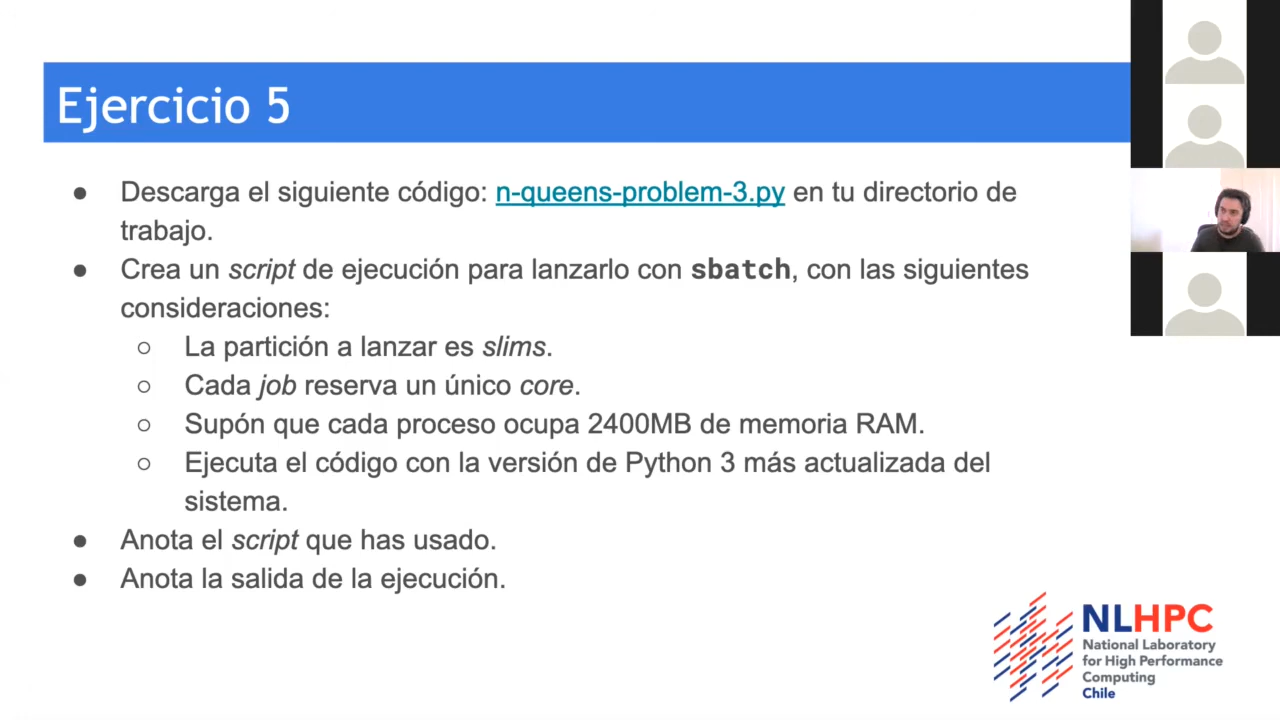 Ejercicio 5
● Descarga el siguiente código: n-queens-problem-3.py en tu directorio de
trabajo.
● Crea un script de ejecución para lanzarlo con sbatch, con las siguientes
consideraciones:
○ La partición a lanzar es slims.
○ Cada job reserva un único core.
○ Supón que cada proceso ocupa 2400MB de memoria RAM.
○ Ejecuta el código con la versión de Python 3 más actualizada del
sistema.
● Anota el script que has usado.
● Anota la salida de la ejecución.
NLHPC
National Laboratory
for High Performance
Computing
Chile